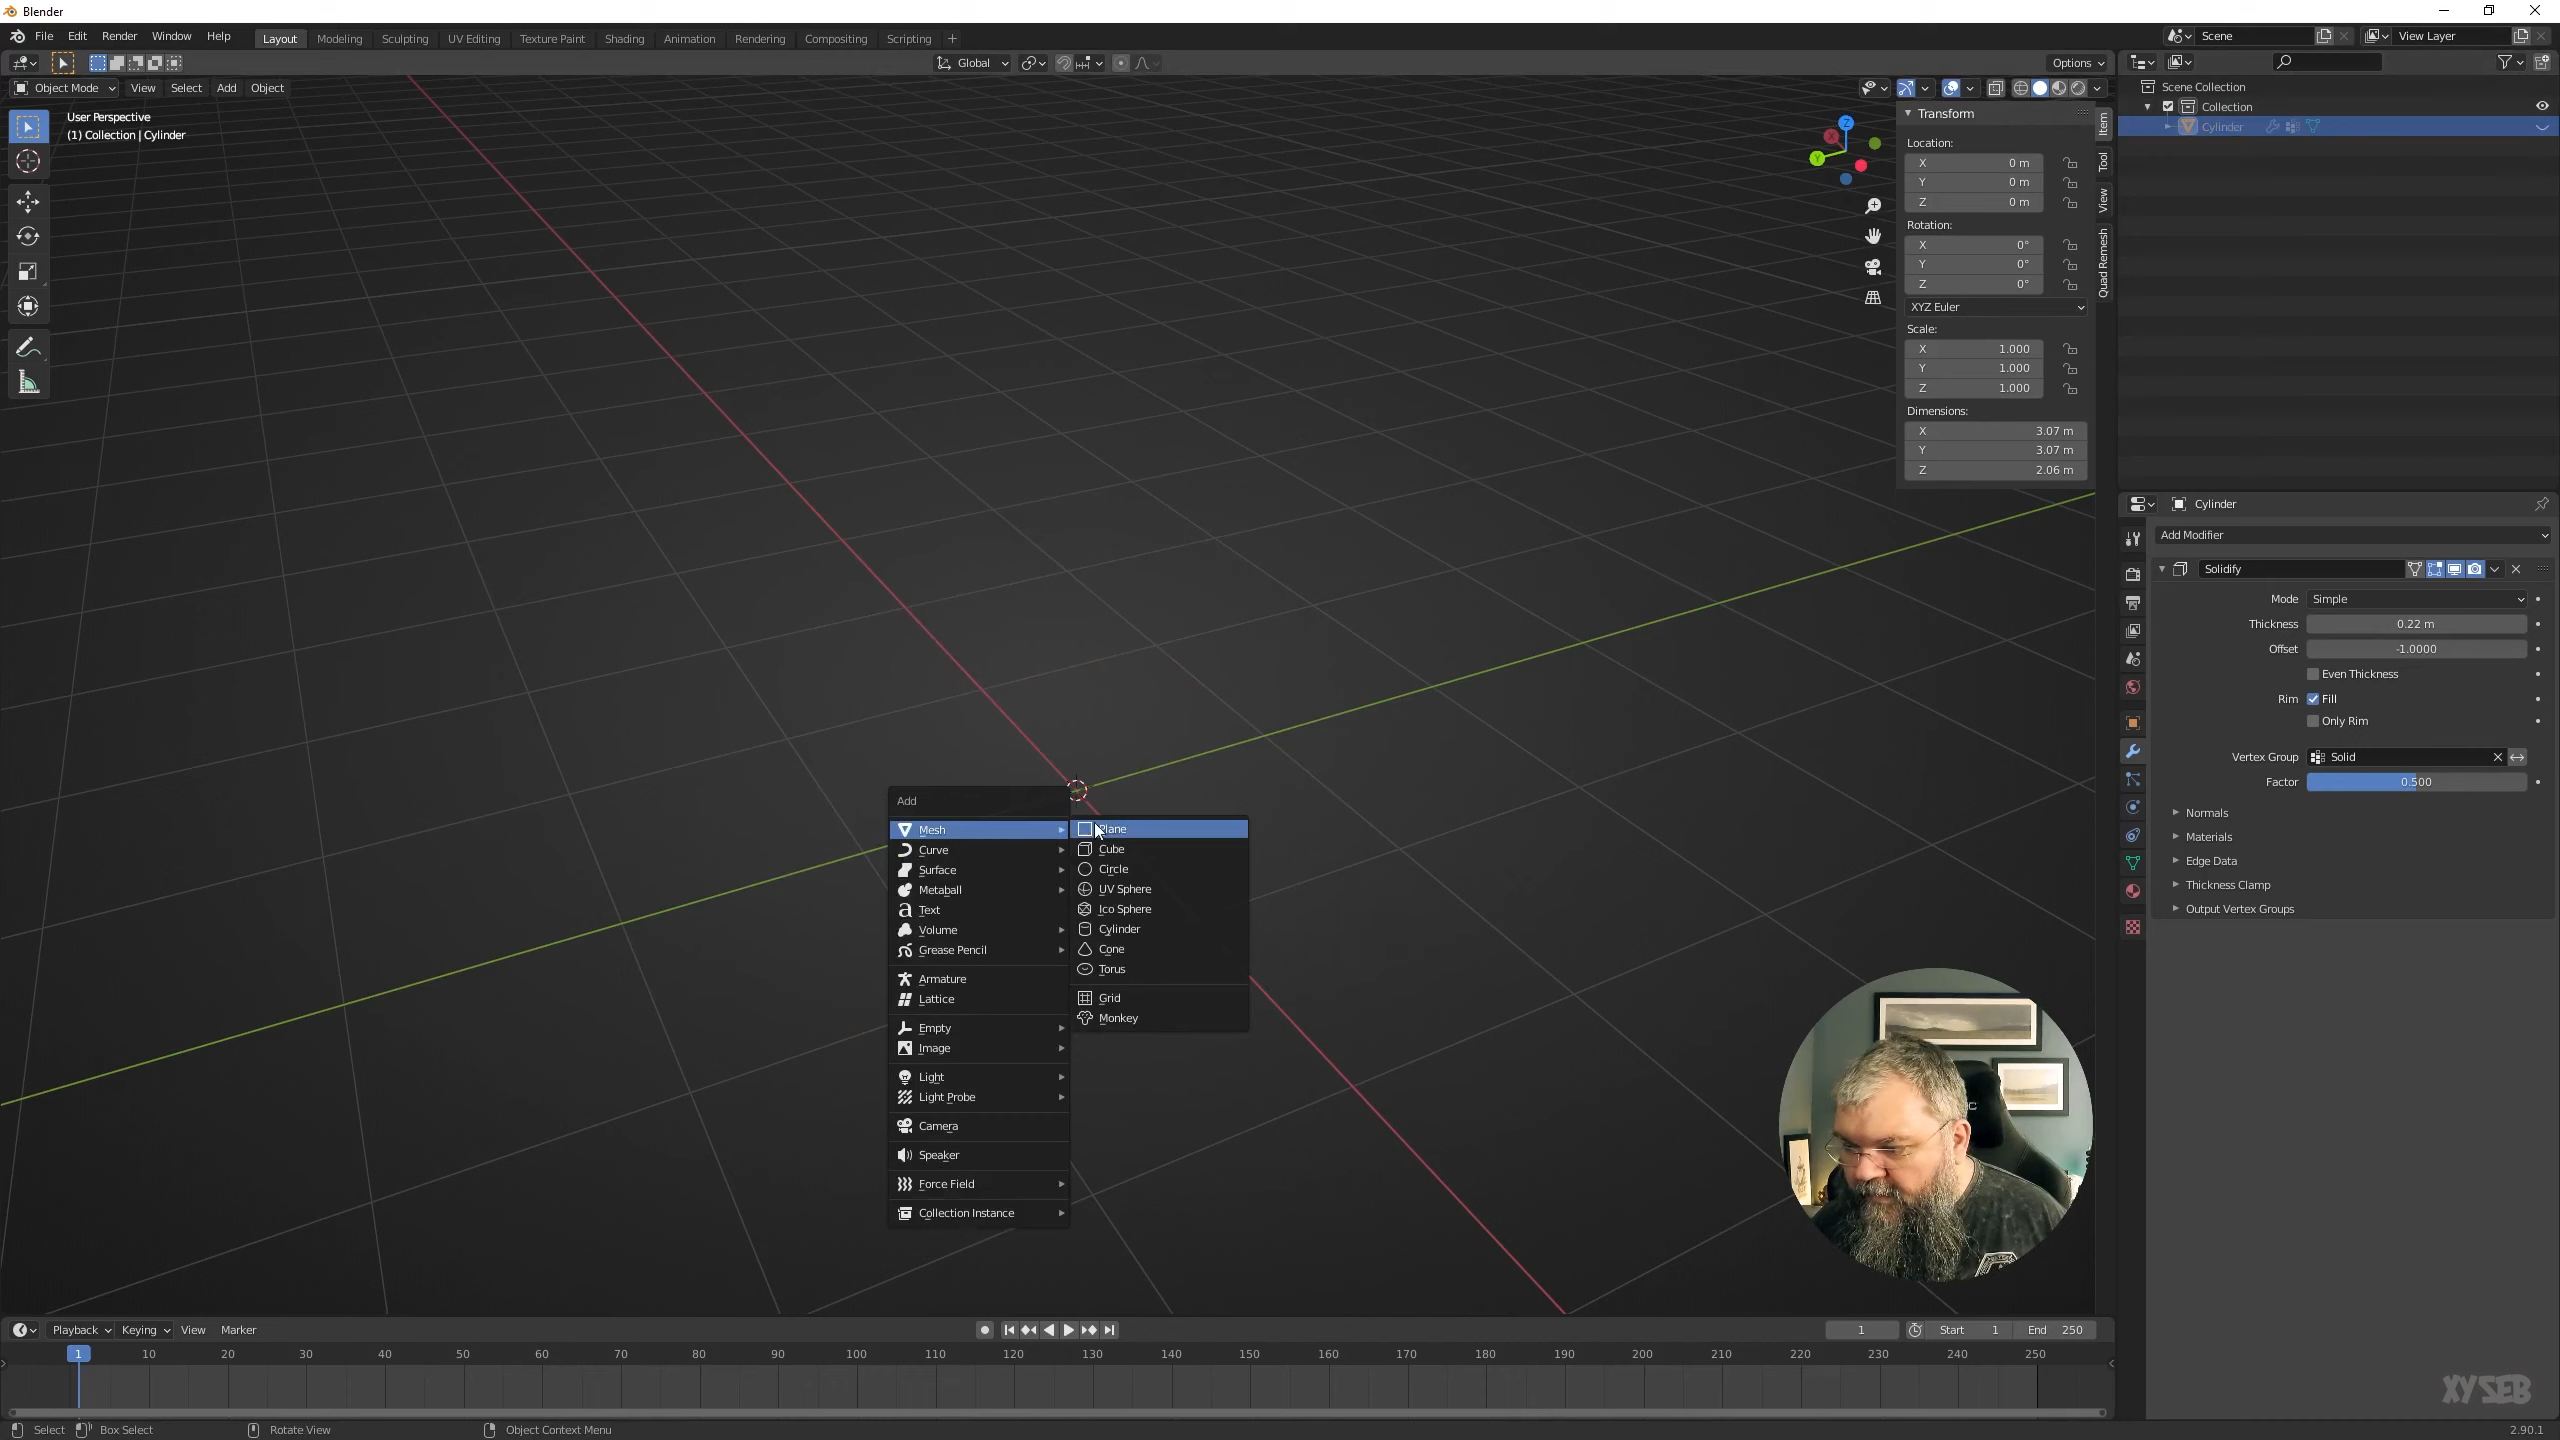 Blender
File Edit Render Window Help Layout Modeling Sculpting UV Editing Texture Paint Shading Animation Rendering Compositing Scripting + Scene View Layer
Global Options
Object Mode View Select Add Object
User Perspective
(1) Collection | Cylinder
Z
X
Y
Transform
Location:
X 0 m
Y 0 m
Z 0 m
Rotation:
X 0°
Y 0°
Z 0°
XYZ Euler
Scale:
X 1.000
Y 1.000
Z 1.000
Dimensions:
X 3.07 m
Y 3.07 m
Z 2.06 m
Item
Tool
View
Quad Remesh
Scene Collection
Collection
Cylinder
Cylinder
Add Modifier
Solidify
Mode Simple
Thickness 0.22 m
Offset -1.0000
Even Thickness
Rim Fill
Only Rim
Vertex Group Solid
Factor 0.500
Normals
Materials
Edge Data
Thickness Clamp
Output Vertex Groups
Add
Mesh
Curve
Surface
Metaball
Text
Volume
Grease Pencil
Armature
Lattice
Empty
Image
Light
Light Probe
Camera
Speaker
Force Field
Collection Instance
Plane
Cube
Circle
UV Sphere
Ico Sphere
Cylinder
Cone
Torus
Grid
Monkey
Playback Keying View Marker 1 Start 1 End 250
1 10 20 30 40 50 60 70 80 90 100 110 120 130 140 150 160 170 180 190 200 210 220 230 240 250
XYSEB
Select Box Select Rotate View Object Context Menu 2.90.1